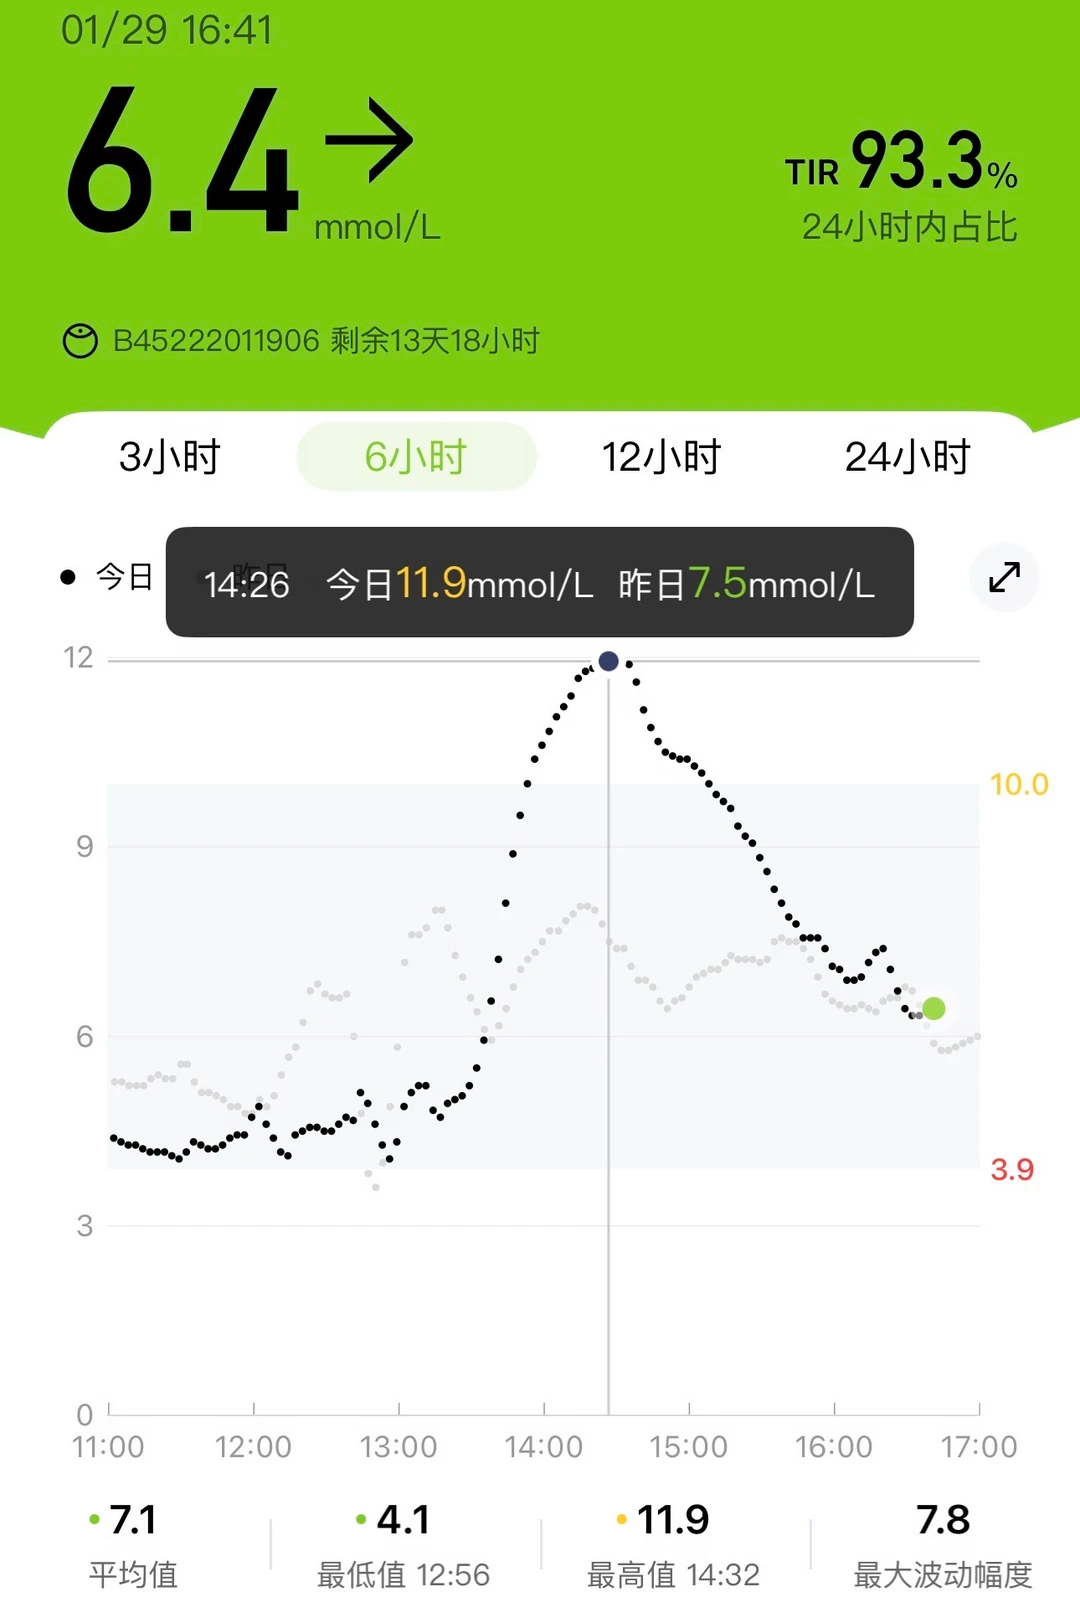 01/29 16:41
6.4 mmol/L
TIR 93.3%
24小时内占比
B45222011906 剩余13天18小时
3小时 6小时 12小时 24小时
今日 昨日
14:26 今日11.9mmol/L 昨日7.5mmol/L
12
10.0
9
6
3.9
3
0
11:00 12:00 13:00 14:00 15:00 16:00 17:00
7.1 4.1 11.9 7.8
平均值 最低值 12:56 最高值 14:32 最大波动幅度